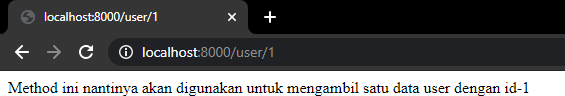 localhost:8000/user/1
localhost:8000/user/1
Method ini nantinya akan digunakan untuk mengambil satu data user dengan id-1